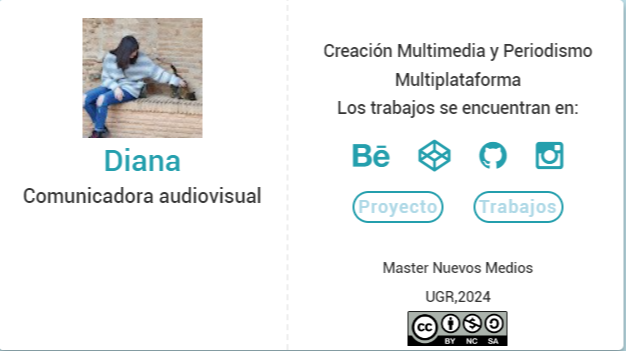 Diana
Comunicadora audiovisual
Creación Multimedia y Periodismo
Multiplataforma
Los trabajos se encuentran en:
Bē
Proyecto
Trabajos
Master Nuevos Medios
UGR,2024
cc
BY NC SA